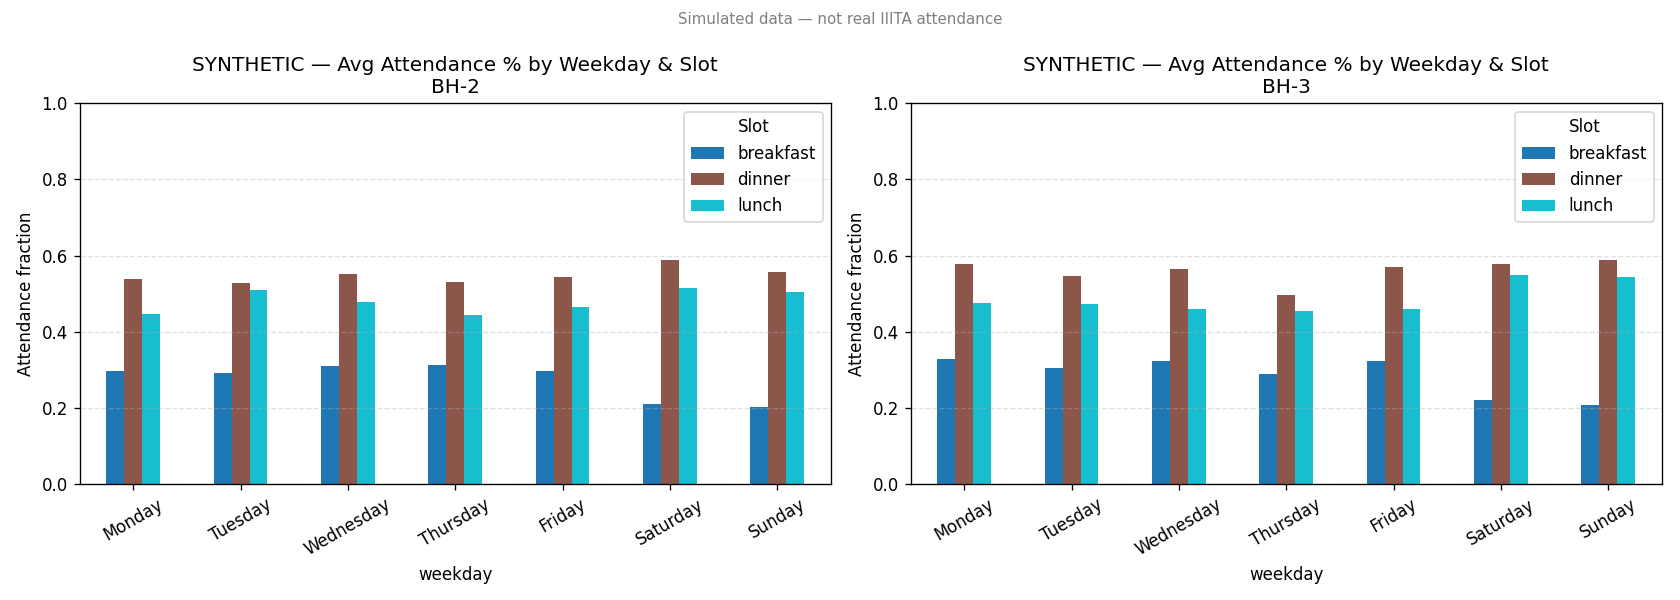 Simulated data — not real IIITA attendance
SYNTHETIC — Avg Attendance % by Weekday & Slot
BH-2
Attendance fraction
1.0
0.8
0.6
0.4
0.2
0.0
Slot
breakfast
dinner
lunch
Monday
Tuesday
Wednesday
Thursday
Friday
Saturday
Sunday
weekday
SYNTHETIC — Avg Attendance % by Weekday & Slot
BH-3
Attendance fraction
1.0
0.8
0.6
0.4
0.2
0.0
Slot
breakfast
dinner
lunch
Monday
Tuesday
Wednesday
Thursday
Friday
Saturday
Sunday
weekday